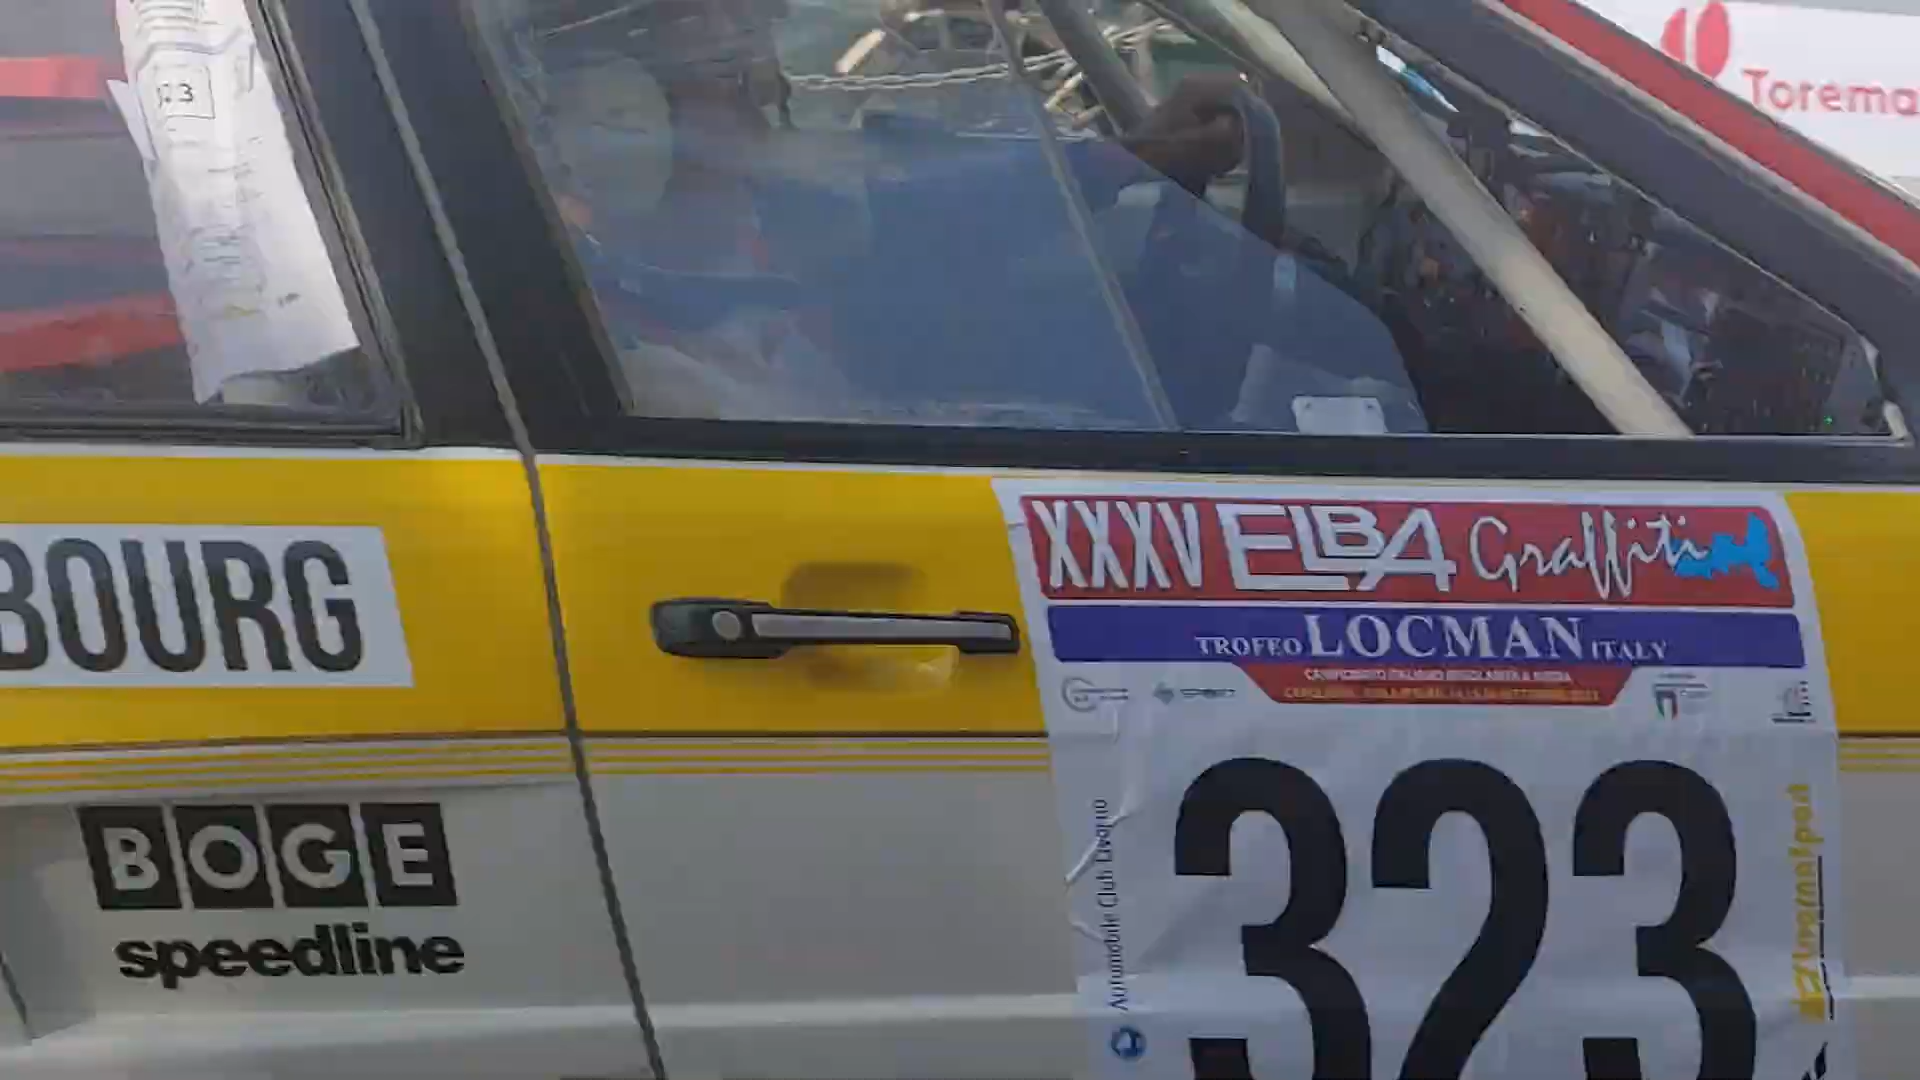 323
Torema
XXXV ELBA Graffiti
TROFEO LOCMAN ITALY
BOURG
BOGE
speedline
Automobile Club Livorno
323